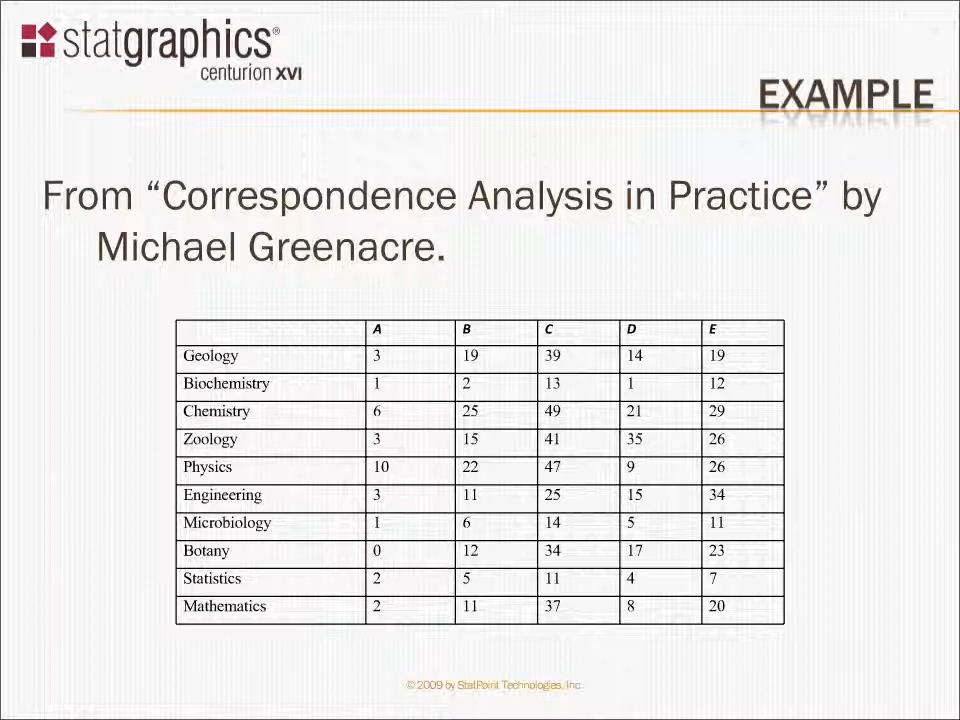 statgraphics®
centurion XVI
EXAMPLE
From “Correspondence Analysis in Practice” by
Michael Greenacre.
A B C D E
Geology 3 19 39 14 19
Biochemistry 1 2 13 1 12
Chemistry 6 25 49 21 29
Zoology 3 15 41 35 26
Physics 10 22 47 9 26
Engineering 3 11 25 15 34
Microbiology 1 6 14 5 11
Botany 0 12 34 17 23
Statistics 2 5 11 4 7
Mathematics 2 11 37 8 20
© 2009 by StatPoint Technologies, Inc.